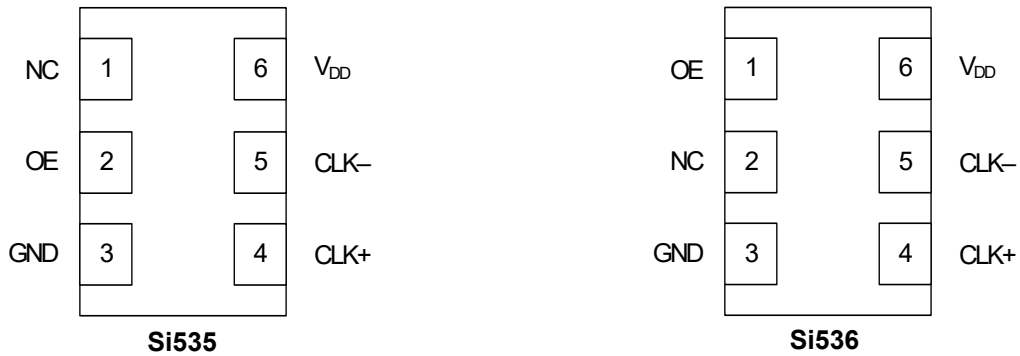 NC 1 6 VDD
OE 2 5 CLK–
GND 3 4 CLK+
Si535
OE 1 6 VDD
NC 2 5 CLK–
GND 3 4 CLK+
Si536